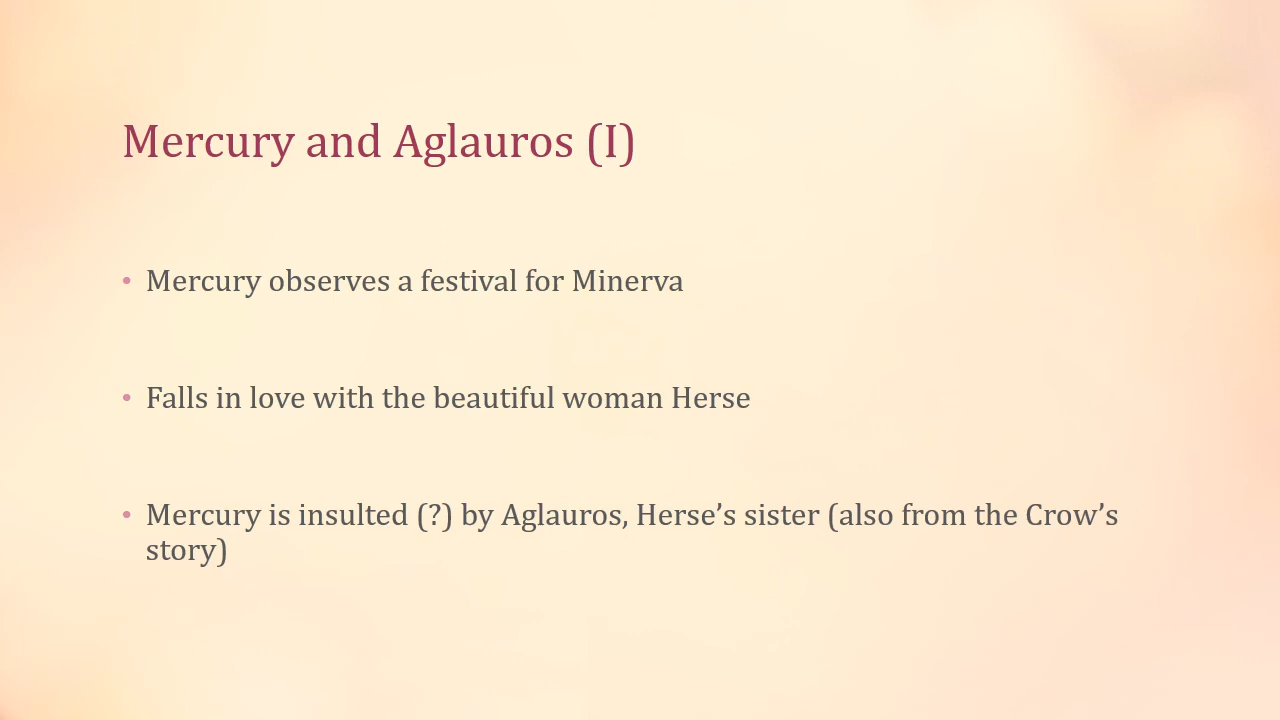 Mercury and Aglauros (I)
• Mercury observes a festival for Minerva
• Falls in love with the beautiful woman Herse
• Mercury is insulted (?) by Aglauros, Herse’s sister (also from the Crow’s
story)